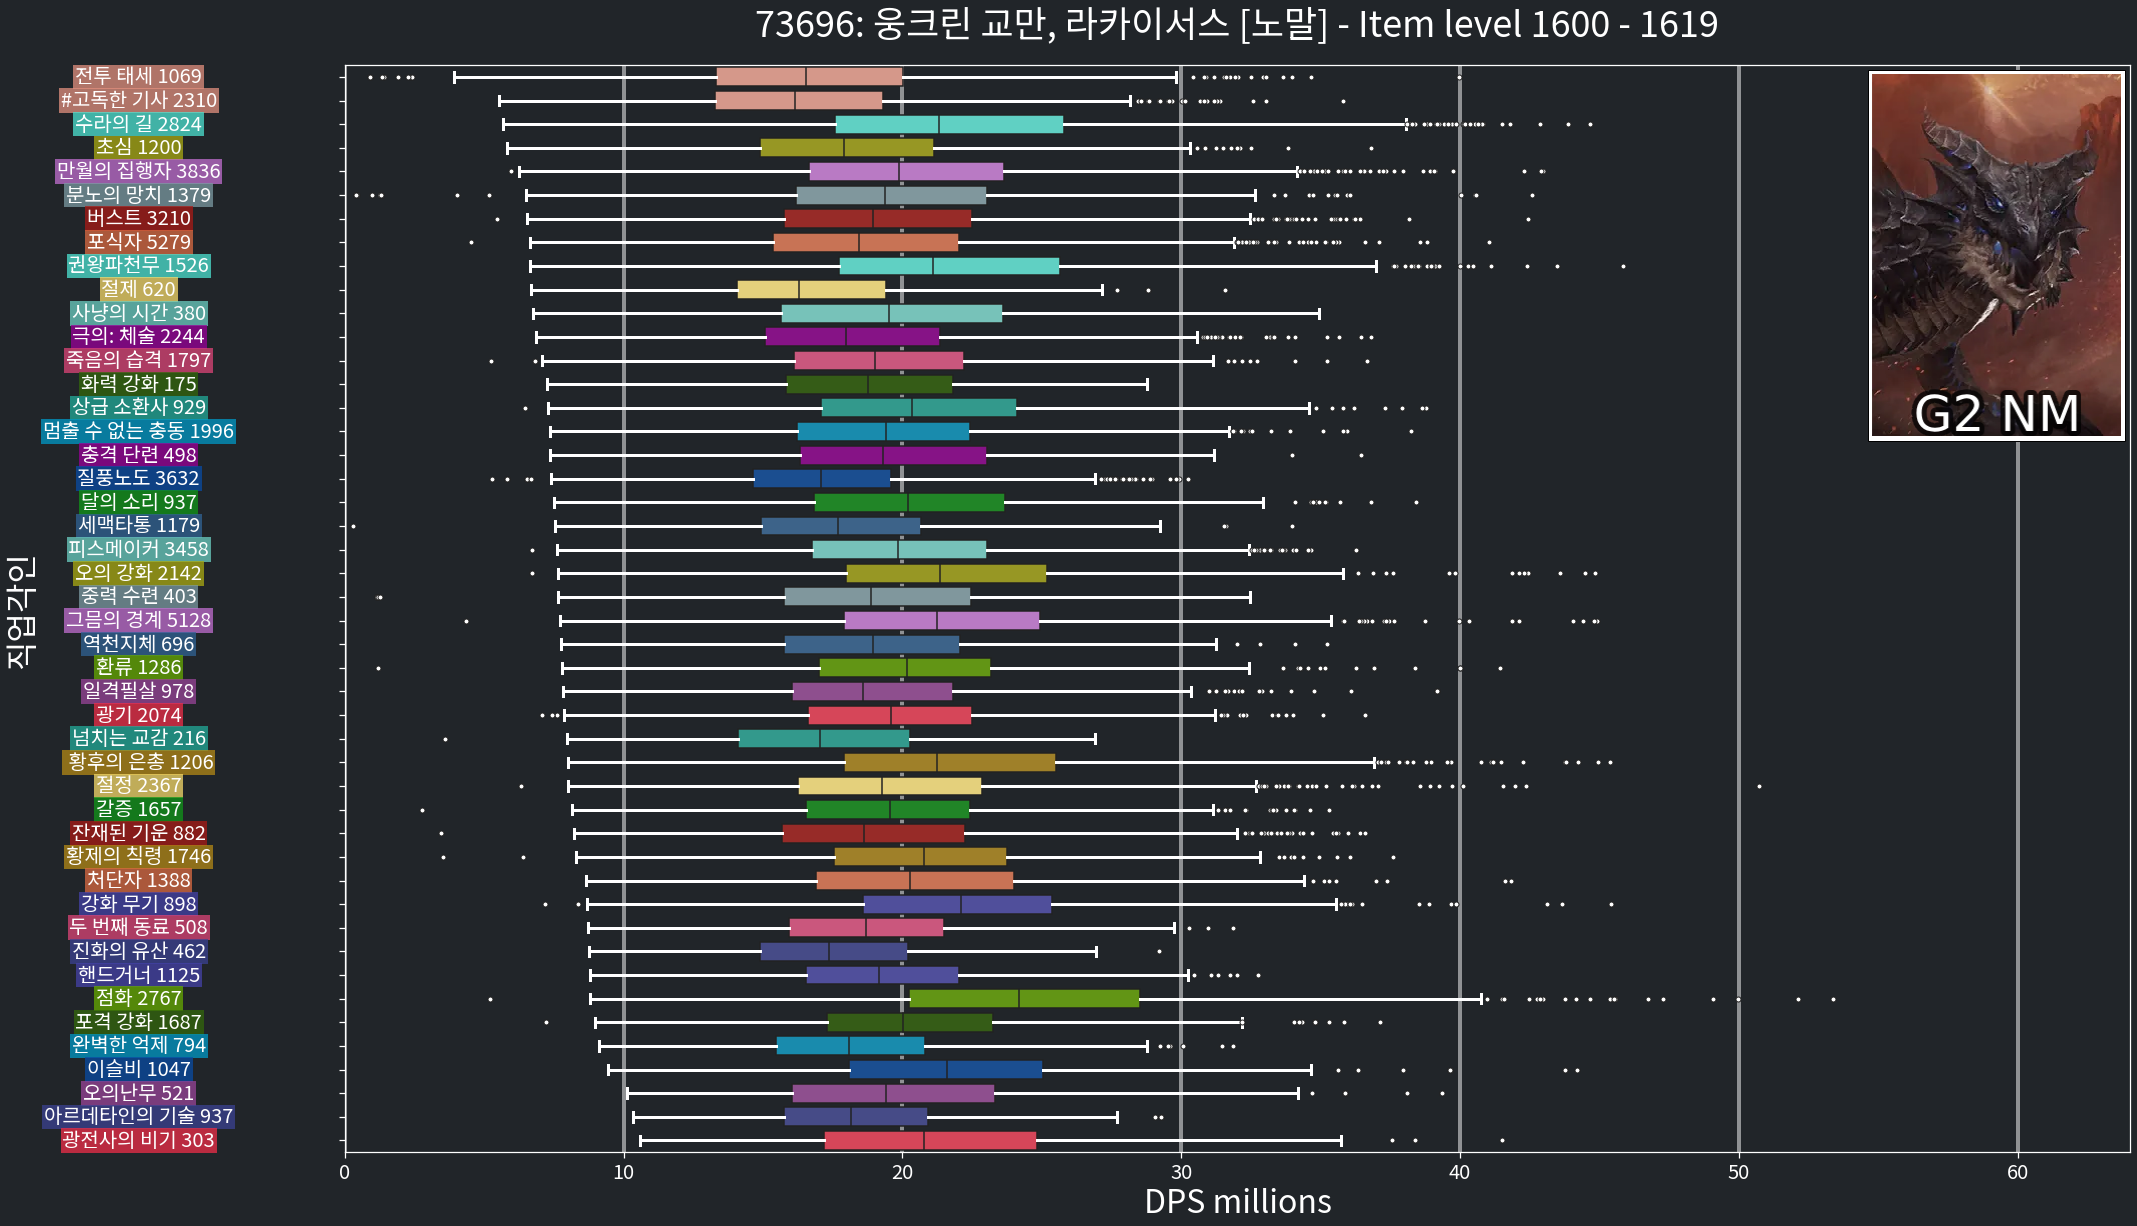 73696: 웅크린 교만, 라카이서스 [노말] - Item level 1600 - 1619
전투 태세 1069
#고독한 기사 2310
수라의 길 2824
초심 1200
만월의 집행자 3836
분노의 망치 1379
버스트 3210
포식자 5279
권왕파천무 1526
절제 620
사냥의 시간 380
극의: 체술 2244
죽음의 습격 1797
화력 강화 175
상급 소환사 929
멈출 수 없는 충동 1996
충격 단련 498
질풍노도 3632
달의 소리 937
세맥타통 1179
피스메이커 3458
오의 강화 2142
중력 수련 403
그믐의 경계 5128
역천지체 696
환류 1286
일격필살 978
광기 2074
넘치는 교감 216
황후의 은총 1206
절정 2367
갈증 1657
잔재된 기운 882
황제의 칙령 1746
처단자 1388
강화 무기 898
두 번째 동료 508
진화의 유산 462
핸드거너 1125
점화 2767
포격 강화 1687
완벽한 억제 794
이슬비 1047
오의난무 521
아르데타인의 기술 937
광전사의 비기 303
직업각인
G2 NM
0 10 20 30 40 50 60
DPS millions